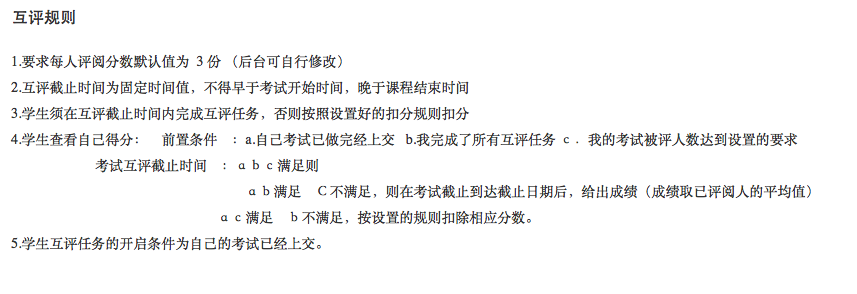 互评规则
1.要求每人评阅分数默认值为 3 份 （后台可自行修改）
2.互评截止时间为固定时间值，不得早于考试开始时间，晚于课程结束时间
3.学生须在互评截止时间内完成互评任务，否则按照设置好的扣分规则扣分
4.学生查看自己得分： 前置条件 ：a.自己考试已做完经上交 b.我完成了所有互评任务 c．我的考试被评人数达到设置的要求
考试互评截止时间 ：a b c 满足则
a b 满足 C 不满足，则在考试截止到达截止日期后，给出成绩（成绩取已评阅人的平均值）
a c 满足 b 不满足，按设置的规则扣除相应分数。
5.学生互评任务的开启条件为自己的考试已经上交。